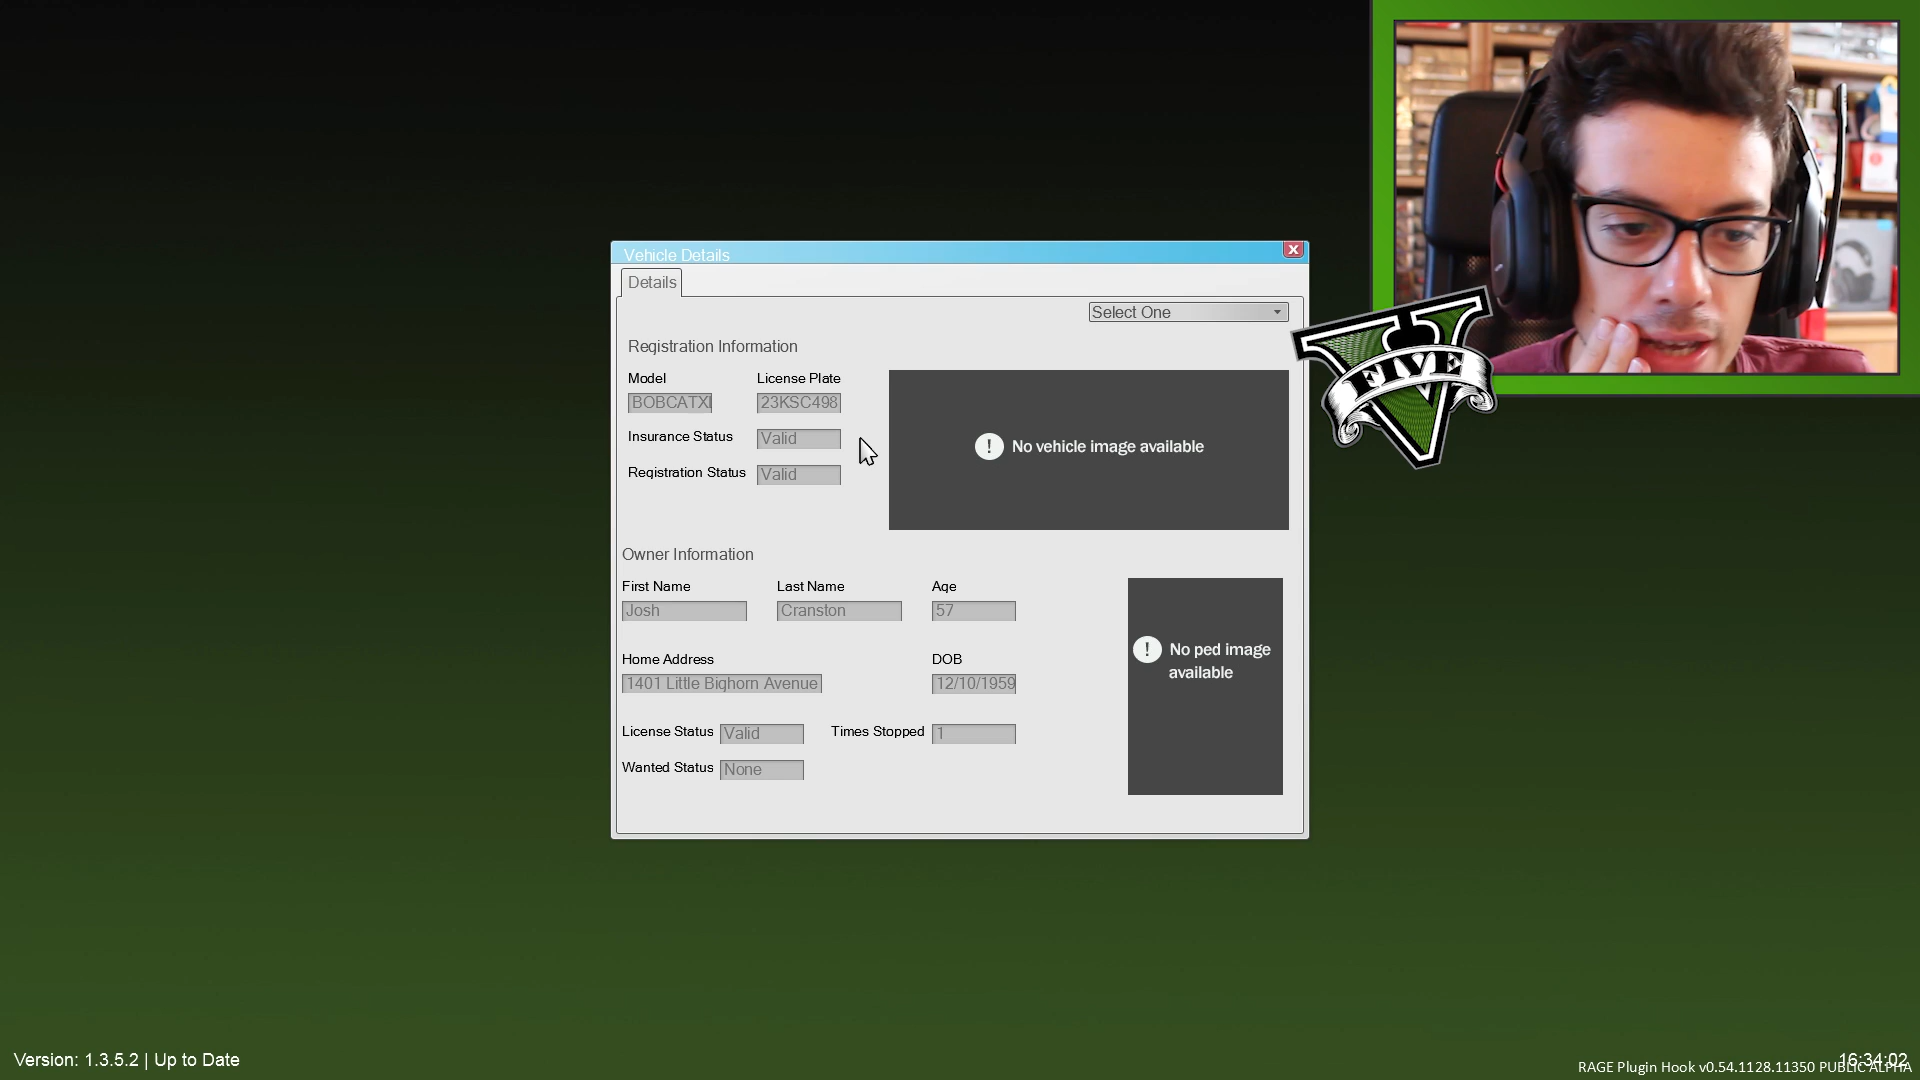 Vehicle Details
Details
Select One
Registration Information
Model License Plate
BOBCATXL 23KSC498
Insurance Status Valid
Registration Status Valid
No vehicle image available
Owner Information
First Name Last Name Age
Josh Cranston 57
Home Address DOB
1401 Little Bighorn Avenue 12/10/1959
License Status Valid Times Stopped 1
Wanted Status None
No ped image
available
V
FIVE
Version: 1.3.5.2 | Up to Date
16:34:02
RAGE Plugin Hook v0.54.1128.11350 PUBLIC ALPHA